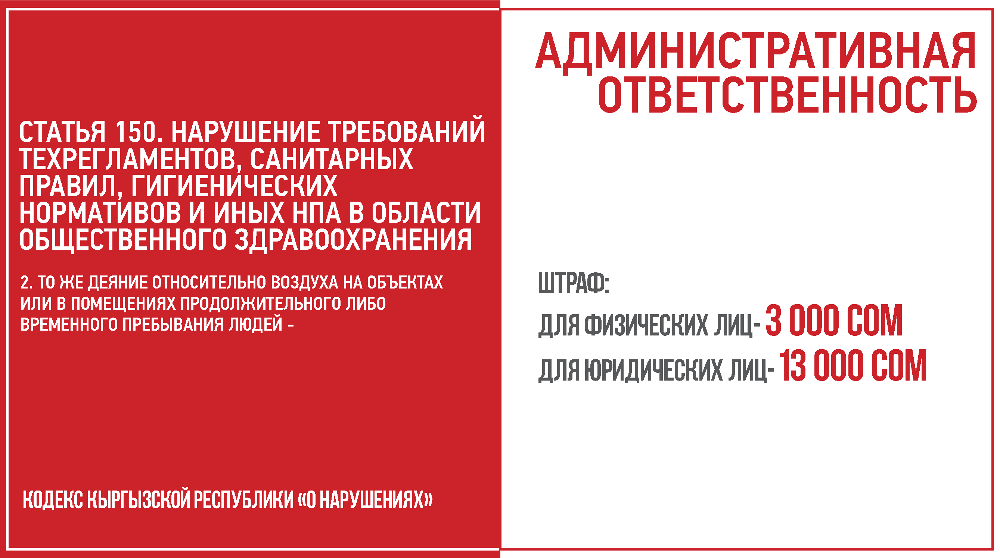 СТАТЬЯ 150. НАРУШЕНИЕ ТРЕБОВАНИЙ
ТЕХРЕГЛАМЕНТОВ, САНИТАРНЫХ
ПРАВИЛ, ГИГИЕНИЧЕСКИХ
НОРМАТИВОВ И ИНЫХ НПА В ОБЛАСТИ
ОБЩЕСТВЕННОГО ЗДРАВООХРАНЕНИЯ
2. ТО ЖЕ ДЕЯНИЕ ОТНОСИТЕЛЬНО ВОЗДУХА НА ОБЪЕКТАХ
ИЛИ В ПОМЕЩЕНИЯХ ПРОДОЛЖИТЕЛЬНОГО ЛИБО
ВРЕМЕННОГО ПРЕБЫВАНИЯ ЛЮДЕЙ -
КОДЕКС КЫРГЫЗСКОЙ РЕСПУБЛИКИ «О НАРУШЕНИЯХ»
АДМИНИСТРАТИВНАЯ
ОТВЕТСТВЕННОСТЬ
ШТРАФ:
ДЛЯ ФИЗИЧЕСКИХ ЛИЦ- 3 000 СОМ
ДЛЯ ЮРИДИЧЕСКИХ ЛИЦ- 13 000 СОМ